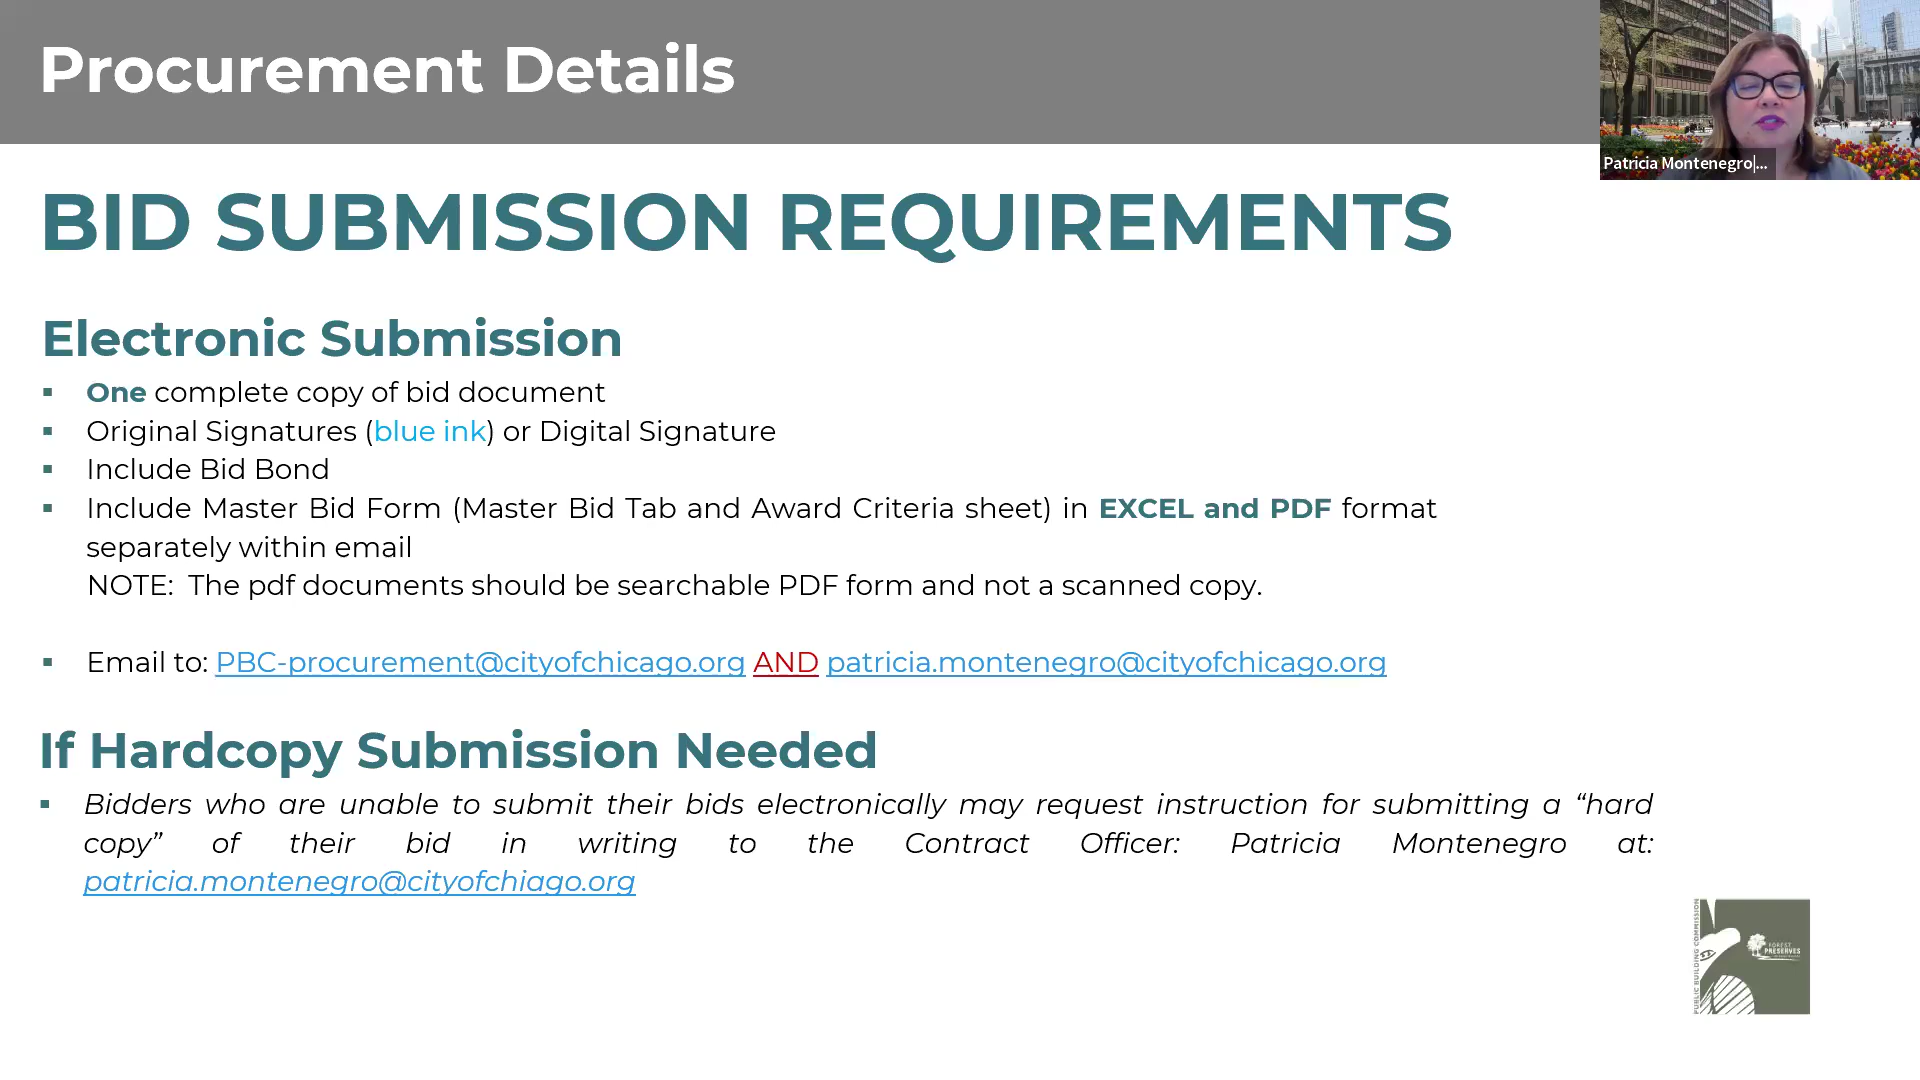 Procurement Details
Patricia Montenegro|...
BID SUBMISSION REQUIREMENTS
Electronic Submission
▪ One complete copy of bid document
▪ Original Signatures (blue ink) or Digital Signature
▪ Include Bid Bond
▪ Include Master Bid Form (Master Bid Tab and Award Criteria sheet) in EXCEL and PDF format
separately within email
NOTE: The pdf documents should be searchable PDF form and not a scanned copy.
▪ Email to: PBC-procurement@cityofchicago.org AND patricia.montenegro@cityofchicago.org
If Hardcopy Submission Needed
▪ Bidders who are unable to submit their bids electronically may request instruction for submitting a “hard
copy” of their bid in writing to the Contract Officer: Patricia Montenegro at:
patricia.montenegro@cityofchiago.org
PUBLIC BUILDING COMMISSION
FOREST
PRESERVES